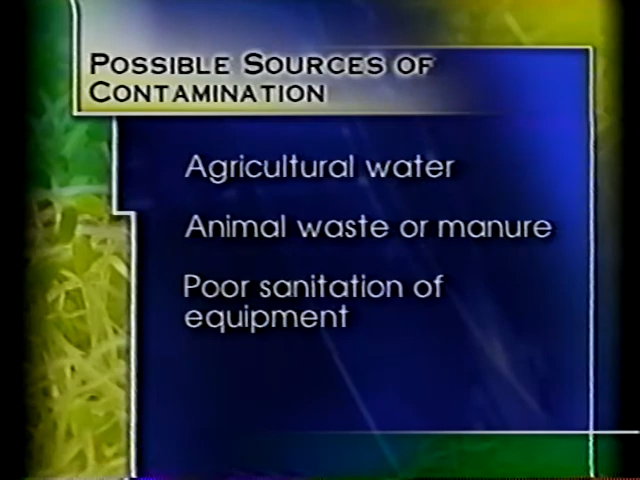 Possible Sources of
Contamination
Agricultural water
Animal waste or manure
Poor sanitation of
equipment